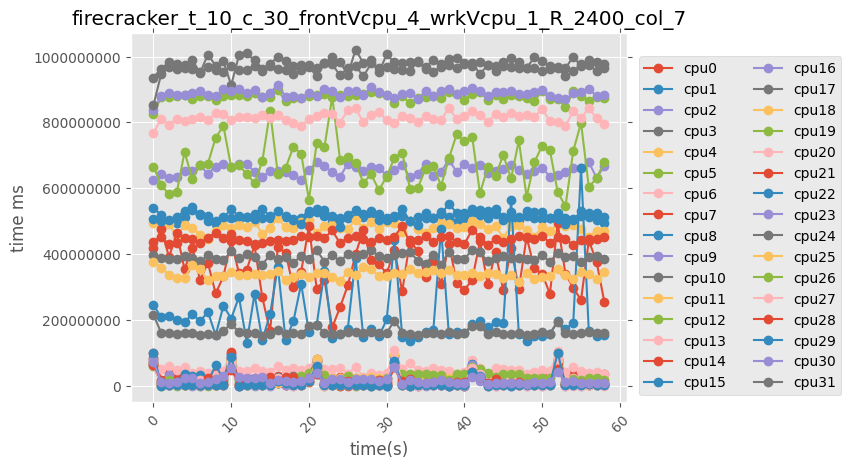 firecracker_t_10_c_30_frontVcpu_4_wrkVcpu_1_R_2400_col_7
time ms
1000000000
800000000
600000000
400000000
200000000
0
0 10 20 30 40 50 60
time(s)
cpu0 cpu16
cpu1 cpu17
cpu2 cpu18
cpu3 cpu19
cpu4 cpu20
cpu5 cpu21
cpu6 cpu22
cpu7 cpu23
cpu8 cpu24
cpu9 cpu25
cpu10 cpu26
cpu11 cpu27
cpu12 cpu28
cpu13 cpu29
cpu14 cpu30
cpu15 cpu31